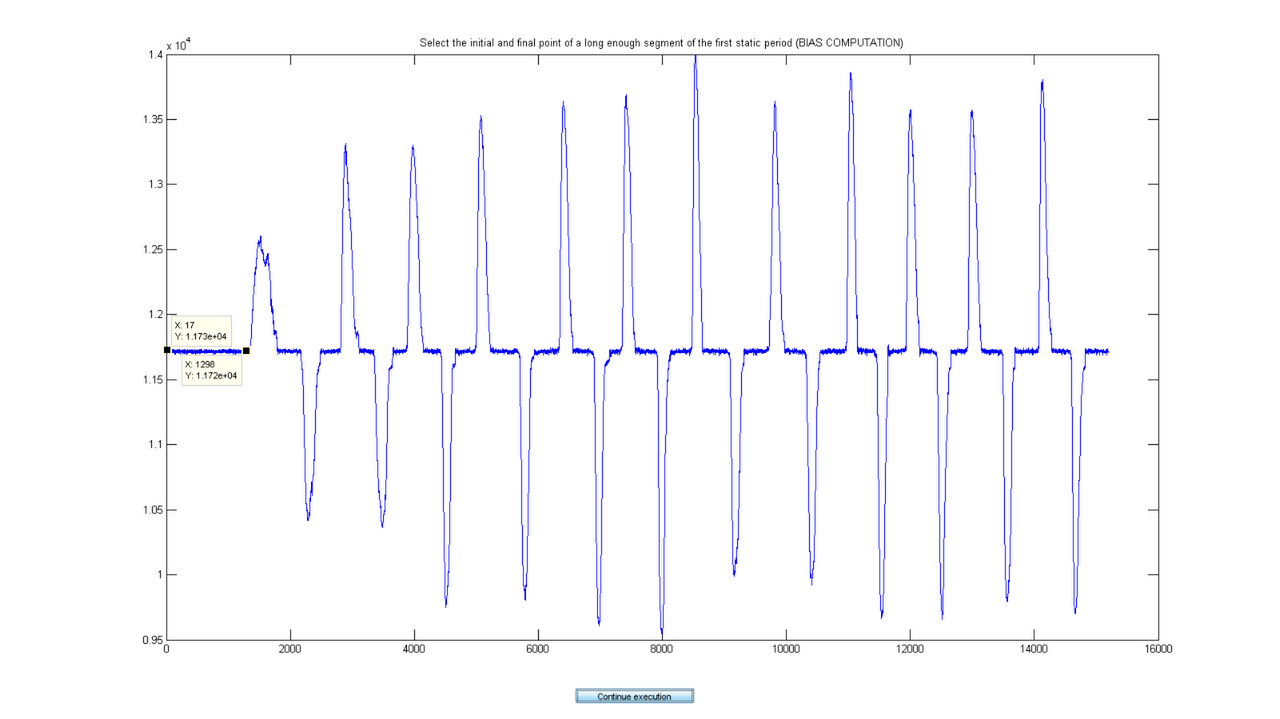 Select the initial and final point of a long enough segment of the first static period (BIAS COMPUTATION)
x 10^4
1.4
1.35
1.3
1.25
1.2
X: 17
Y: 1.173e+04
X: 1298
Y: 1.172e+04
1.15
1.1
1.05
1
0.95
0 2000 4000 6000 8000 10000 12000 14000 16000
Continue execution